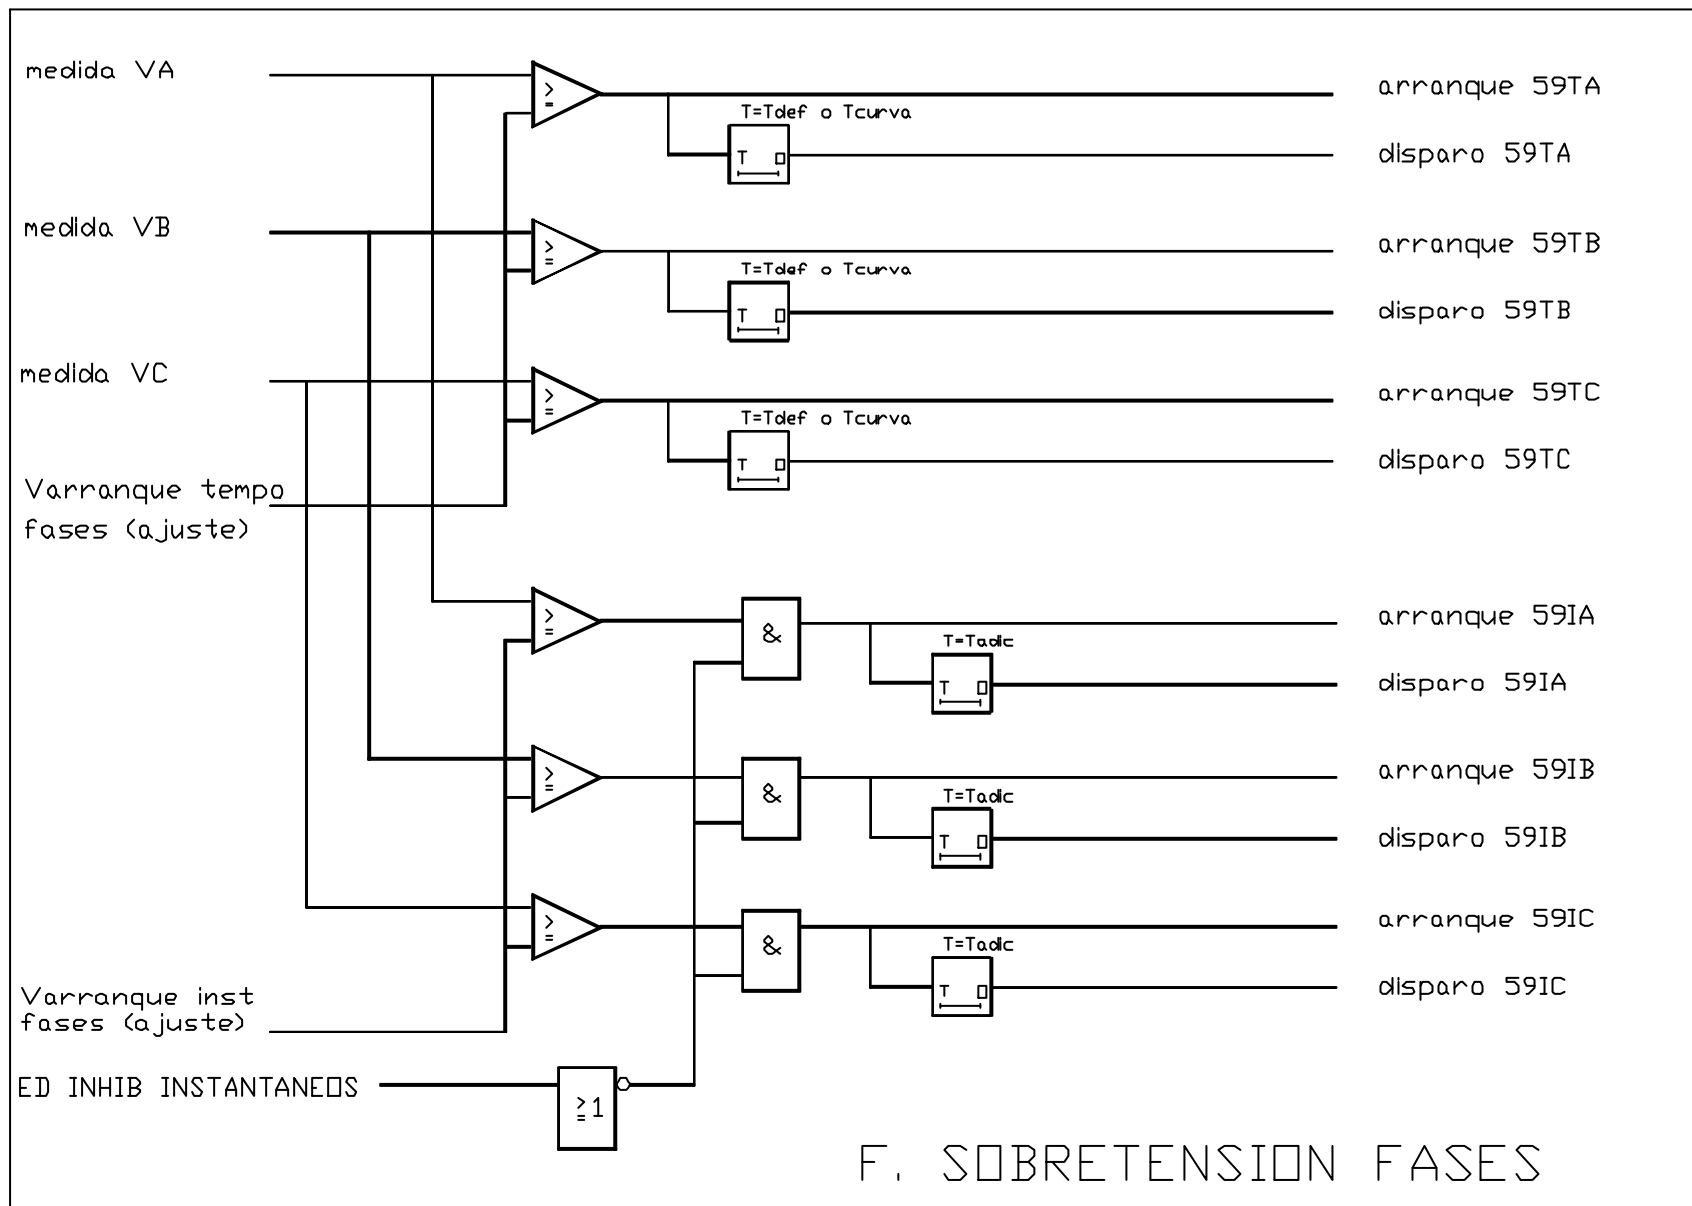 medida VA
≥
arranque 59TA
T=Tdef o Tcurva
T
disparo 59TA
medida VB
≥
arranque 59TB
T=Tdef o Tcurva
T
disparo 59TB
medida VC
≥
arranque 59TC
T=Tdef o Tcurva
T
disparo 59TC
Varranque tempo
fases (ajuste)
≥
&
arranque 59IA
T=Tadic
T
disparo 59IA
≥
&
arranque 59IB
T=Tadic
T
disparo 59IB
≥
&
arranque 59IC
T=Tadic
T
disparo 59IC
Varranque inst
fases (ajuste)
ED INHIB INSTANTANEOS
≥1
F. SOBRETENSION FASES